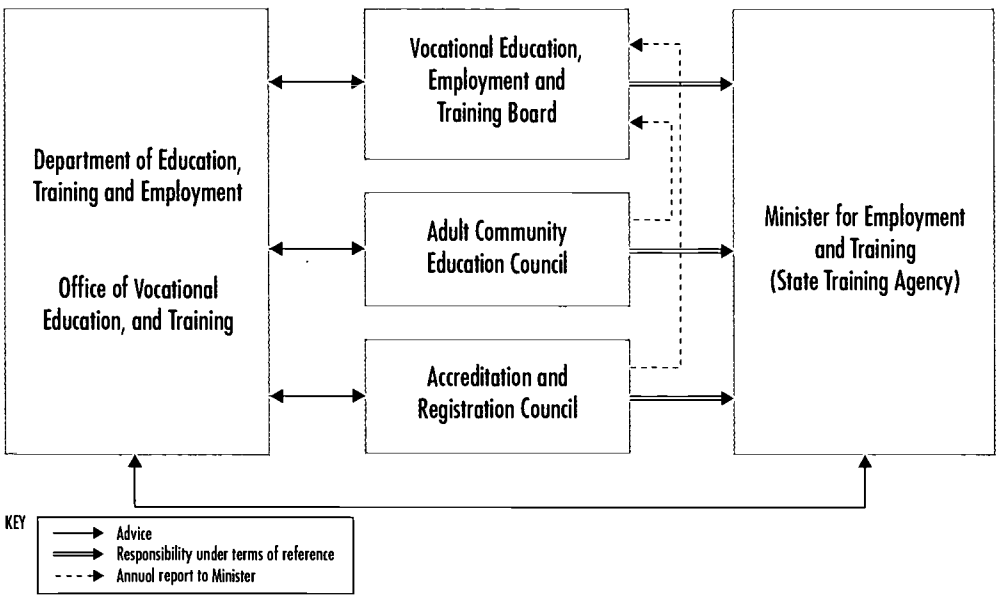 Department of Education,
Training and Employment
Office of Vocational
Education, and Training
Vocational Education,
Employment and
Training Board
Adult Community
Education Council
Accreditation and
Registration Council
Minister for Employment
and Training
(State Training Agency)
KEY
Advice
Responsibility under terms of reference
Annual report to Minister